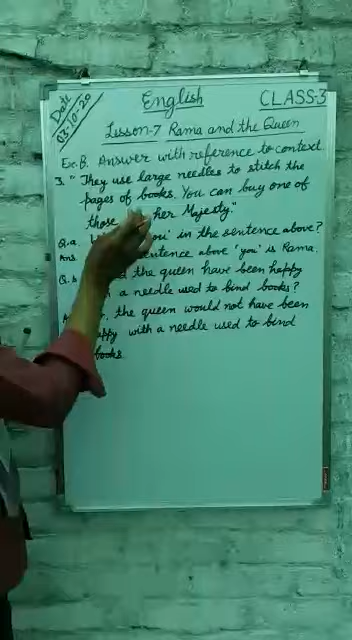 Date
03-10-20
English
CLASS-3
Lesson-7 Rama and the Queen
Ex-B. Answer with reference to context
3. "They use large needles to stitch the
pages of books. You can buy one of
those her Majesty."
Q.a. you' in the sentence above?
Ans. sentence above 'you' is Rama.
the queen have been happy
a needle used to bind books?
the queen would not have been
happy with a needle used to bind
books.